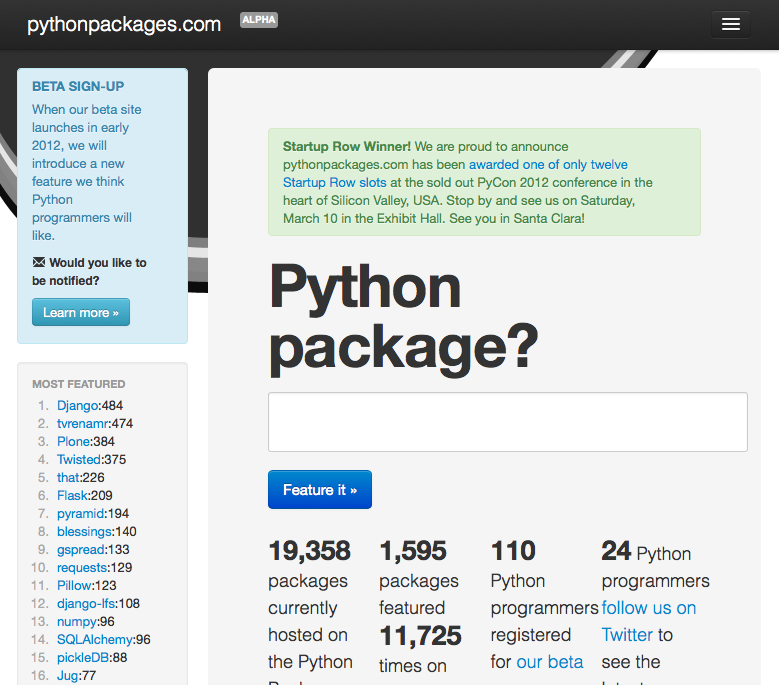 pythonpackages.com ALPHA
BETA SIGN-UP
When our beta site
launches in early
2012, we will
introduce a new
feature we think
Python
programmers will
like.
Would you like to
be notified?
Learn more »
MOST FEATURED
1. Django:484
2. tvrenamr:474
3. Plone:384
4. Twisted:375
5. that:226
6. Flask:209
7. pyramid:194
8. blessings:140
9. gspread:133
10. requests:129
11. Pillow:123
12. django-lfs:108
13. numpy:96
14. SQLAlchemy:96
15. pickleDB:88
16. Jug:77
Startup Row Winner! We are proud to announce
pythonpackages.com has been awarded one of only twelve
Startup Row slots at the sold out PyCon 2012 conference in the
heart of Silicon Valley, USA. Stop by and see us on Saturday,
March 10 in the Exhibit Hall. See you in Santa Clara!
Python
package?
Feature it »
19,358
packages
currently
hosted on
the Python
1,595
packages
featured
11,725
times on
110
Python
programmers
registered
for our beta
24 Python
programmers
follow us on
Twitter to
see the